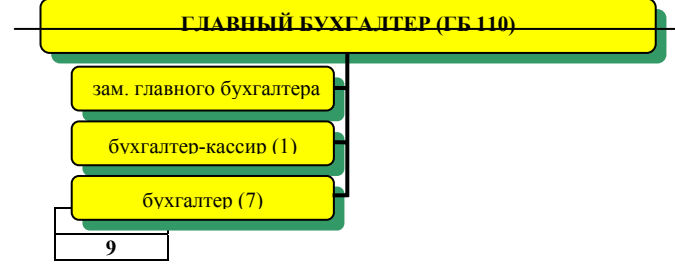 ГЛАВНЫЙ БУХГАЛТЕР (ГБ 110)
зам. главного бухгалтера
бухгалтер-кассир (1)
бухгалтер (7)
9